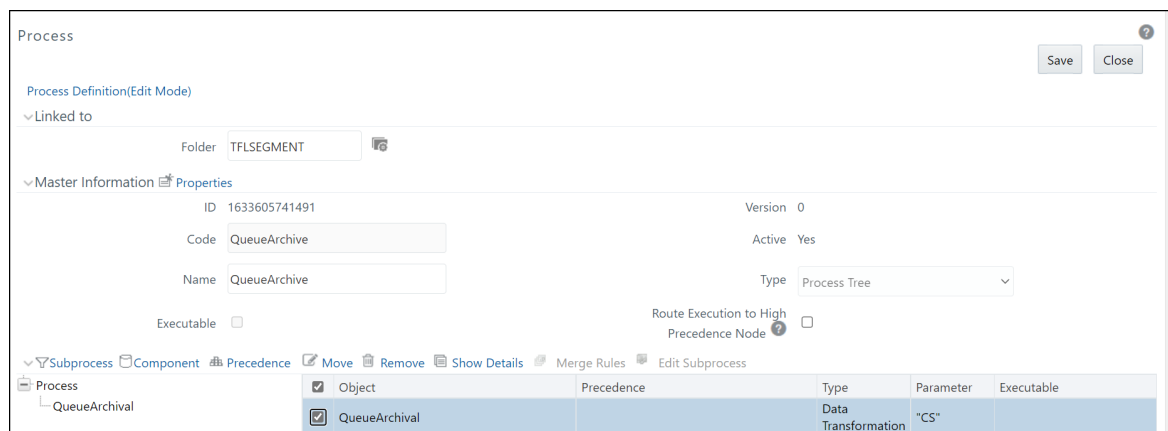 Process
?
Save Close
Process Definition(Edit Mode)
Linked to
Folder TFLSEGMENT
Master Information Properties
ID 1633605741491 Version 0
Code QueueArchive Active Yes
Name QueueArchive Type Process Tree
Executable Route Execution to High
Precedence Node ?
Subprocess Component Precedence Move Remove Show Details Merge Rules Edit Subprocess
Process Object Precedence Type Parameter Executable
QueueArchival QueueArchival Data "CS"
Transformation